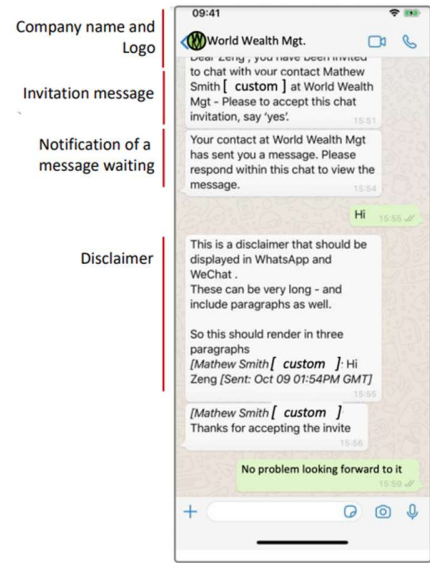 Company name and
Logo
Invitation message
Notification of a
message waiting
Disclaimer
09:41
World Wealth Mgt.
Dear Zeng , you have been invited
to chat with your contact Mathew
Smith [ custom ] at World Wealth
Mgt - Please to accept this chat
invitation, say 'yes'.
15:51
Your contact at World Wealth Mgt
has sent you a message. Please
respond within this chat to view the
message.
15:54
Hi
15:55
This is a disclaimer that should be
displayed in WhatsApp and
WeChat .
These can be very long - and
include paragraphs as well.
So this should render in three
paragraphs
[Mathew Smith [ custom ]: Hi
Zeng [Sent: Oct 09 01:54PM GMT]
15:55
[Mathew Smith [ custom ]:
Thanks for accepting the invite
15:56
No problem looking forward to it
15:59